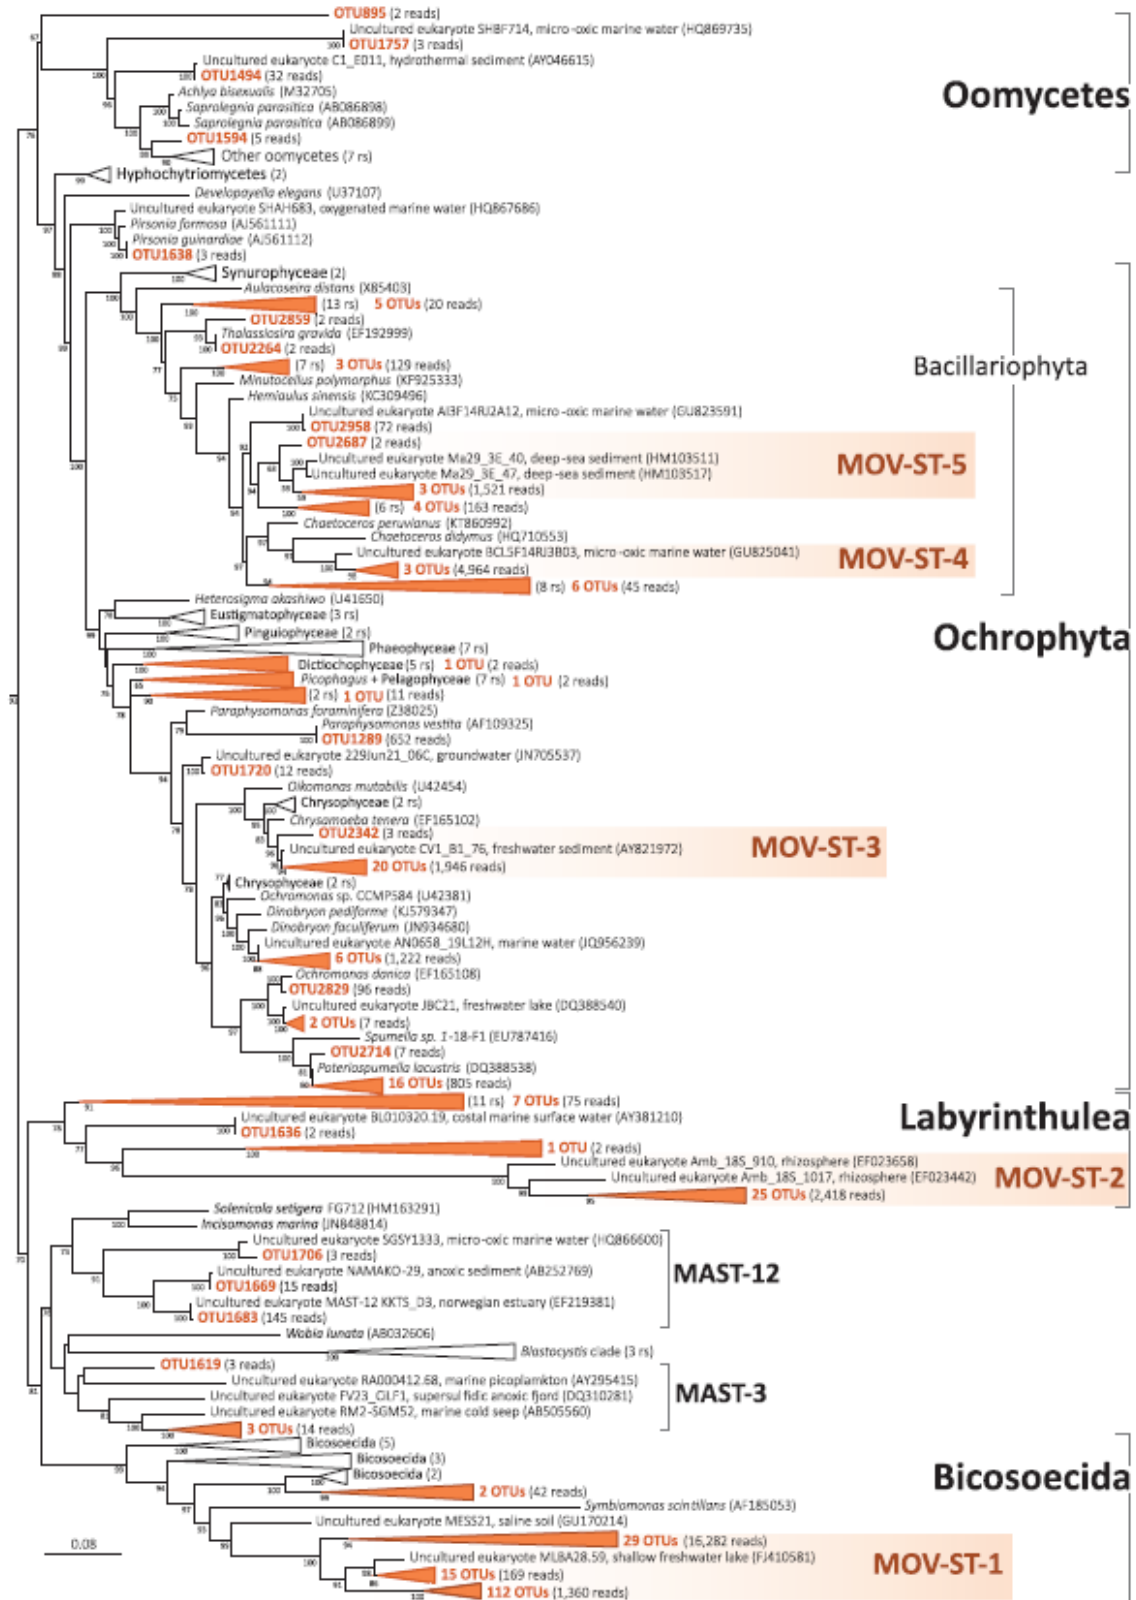 OTU895 (2 reads)
Uncultured eukaryote SHBF714, micro-oxic marine water (HQ869735)
OTU1757 (3 reads)
Uncultured eukaryote C1_E011, hydrothermal sediment (AY046615)
OTU1494 (32 reads)
Achlya bisexualis (M32705)
Saprolegnia parasitica (AB086898)
Saprolegnia parasitica (AB086899)
OTU1594 (5 reads)
Other oomycetes (7 rs)
Oomycetes
Hyphochytriomycetes (2)
Developayella elegans (U37107)
Uncultured eukaryote SHAH683, oxygenated marine water (HQ867686)
Pirsonia formosa (AJ561111)
Pirsonia guinardiae (AJ561112)
OTU1638 (3 reads)
Synurophyceae (2)
Aulacoseira distans (X85403)
(13 rs) 5 OTUs (20 reads)
OTU2859 (2 reads)
Thalassiosira gravida (EF192999)
OTU2264 (2 reads)
(7 rs) 3 OTUs (129 reads)
Bacillariophyta
Minutocellus polymorphus (KF925333)
Hemiaulus sinensis (KC309496)
Uncultured eukaryote AI3F14RJ2A12, micro-oxic marine water (GU823591)
OTU2958 (72 reads)
OTU2687 (2 reads)
Uncultured eukaryote Ma29_3E_40, deep-sea sediment (HM103511)
MOV-ST-5
Uncultured eukaryote Ma29_3E_47, deep-sea sediment (HM103517)
3 OTUs (1,521 reads)
(6 rs) 4 OTUs (163 reads)
Chaetoceros peruvianus (KT860992)
Chaetoceros didymus (HQ710553)
Uncultured eukaryote BCL5F14RJ3B03, micro-oxic marine water (GU825041)
MOV-ST-4
3 OTUs (4,964 reads)
(8 rs) 6 OTUs (45 reads)
Heterosigma akashiwo (U41650)
Eustigmatophyceae (3 rs)
Pinguiophyceae (2 rs)
Ochrophyta
Phaeophyceae (7 rs)
Dictiochophyceae (5 rs) 1 OTU (2 reads)
Picophagus + Pelagophyceae (7 rs) 1 OTU (2 reads)
(2 rs) 1 OTU (11 reads)
Paraphysomonas foraminifera (Z38025)
Paraphysomonas vestita (AF109325)
OTU1289 (652 reads)
Uncultured eukaryote 229Jun21_06C, groundwater (JN705537)
OTU1720 (12 reads)
Oikomonas mutabilis (U42454)
Chrysophyceae (2 rs)
Chrysamoeba tenera (EF165102)
OTU2342 (3 reads)
Uncultured eukaryote CV1_B1_76, freshwater sediment (AY821972)
MOV-ST-3
20 OTUs (1,946 reads)
Chrysophyceae (2 rs)
Ochromonas sp. CCMP584 (U42381)
Dinobryon pediforme (KJ579347)
Dinobryon faculiferum (JN934680)
Uncultured eukaryote AN0658_19L12H, marine water (JQ956239)
6 OTUs (1,222 reads)
Ochromonas danica (EF165108)
OTU2829 (96 reads)
Uncultured eukaryote JBC21, freshwater lake (DQ388540)
2 OTUs (7 reads)
Spumella sp. 1-18-F1 (EU787416)
OTU2714 (7 reads)
Poteriospumella lacustris (DQ388538)
16 OTUs (805 reads)
(11 rs) 7 OTUs (75 reads)
Uncultured eukaryote BL010320.19, costal marine surface water (AY381210)
Labyrinthulea
OTU1636 (2 reads)
1 OTU (2 reads)
Uncultured eukaryote Amb_18S_910, rhizosphere (EF023658)
Uncultured eukaryote Amb_18S_1017, rhizosphere (EF023442)
MOV-ST-2
25 OTUs (2,418 reads)
Solenicola setigera FG712 (HM163291)
Incisomonas marina (JN848814)
Uncultured eukaryote SGSY1333, micro-oxic marine water (HQ866600)
OTU1706 (3 reads)
Uncultured eukaryote NAMAKO-29, anoxic sediment (AB252769)
MAST-12
OTU1669 (15 reads)
Uncultured eukaryote MAST-12 KKTS_D3, norwegian estuary (EF219381)
OTU1683 (145 reads)
Wobia lunata (AB032606)
Blastocystis clade (3 rs)
OTU1619 (3 reads)
Uncultured eukaryote RA000412.68, marine picoplamkton (AY295415)
Uncultured eukaryote FV23_CILF1, supersulfidic anoxic fjord (DQ310281)
MAST-3
Uncultured eukaryote RM2-SGM52, marine cold seep (AB505560)
3 OTUs (14 reads)
Bicosoecida (5)
Bicosoecida (3)
Bicosoecida (2)
Bicosoecida
2 OTUs (42 reads)
Symbiomonas scintillans (AF185053)
Uncultured eukaryote MESS21, saline soil (GU170214)
29 OTUs (16,282 reads)
0.08
Uncultured eukaryote MLBA28.59, shallow freshwater lake (FJ410581)
MOV-ST-1
15 OTUs (169 reads)
112 OTUs (1,360 reads)